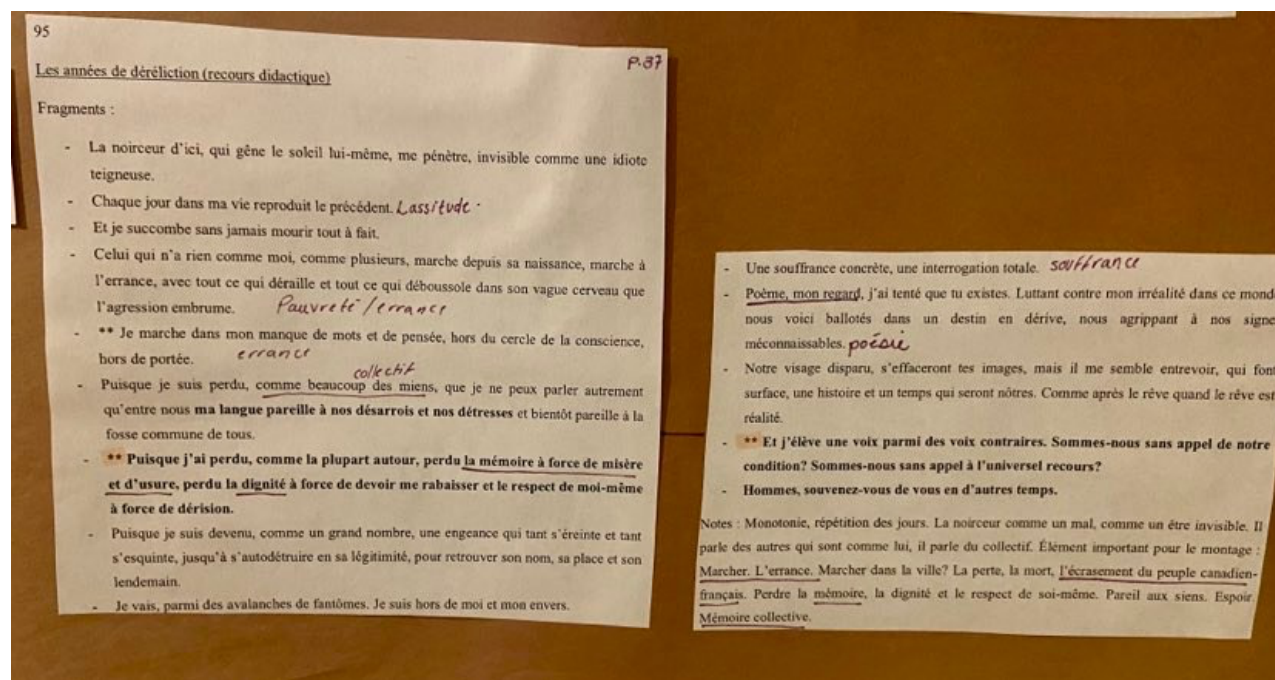 95
P.37
Les années de déréliction (recours didactique)
Fragments :
- La noirceur d'ici, qui gêne le soleil lui-même, me pénètre, invisible comme une idiote
teigneuse.
- Chaque jour dans ma vie reproduit le précédent. Lassitude.
- Et je succombe sans jamais mourir tout à fait.
- Celui qui n'a rien comme moi, comme plusieurs, marche depuis sa naissance, marche à
l'errance, avec tout ce qui déraille et tout ce qui déboussole dans son vague cerveau que
l'agression embrume. Pauvreté/errance
- ** Je marche dans mon manque de mots et de pensée, hors du cercle de la conscience,
hors de portée. errance
collectif
- Puisque je suis perdu, comme beaucoup des miens, que je ne peux parler autrement
qu'entre nous ma langue pareille à nos désarrois et nos détresses et bientôt pareille à la
fosse commune de tous.
- ** Puisque j'ai perdu, comme la plupart autour, perdu la mémoire à force de misère
et d'usure, perdu la dignité à force de devoir me rabaisser et le respect de moi-même
à force de dérision.
- Puisque je suis devenu, comme un grand nombre, une engeance qui tant s'éreinte et tant
s'esquinte, jusqu'à s'autodétruire en sa légitimité, pour retrouver son nom, sa place et son
lendemain.
- Je vais, parmi des avalanches de fantômes. Je suis hors de moi et mon envers.
- Une souffrance concrète, une interrogation totale. souffrance
- Poème, mon regard, j'ai tenté que tu existes. Luttant contre mon irréalité dans ce mond
nous voici ballotés dans un destin en dérive, nous agrippant à nos signe
méconnaissables. poésie
- Notre visage disparu, s'effaceront tes images, mais il me semble entrevoir, qui font
surface, une histoire et un temps qui seront nôtres. Comme après le rêve quand le rêve est
réalité.
- ** Et j'élève une voix parmi des voix contraires. Sommes-nous sans appel de notre
condition? Sommes-nous sans appel à l'universel recours?
- Hommes, souvenez-vous de vous en d'autres temps.
Notes : Monotonie, répétition des jours. La noirceur comme un mal, comme un être invisible. Il
parle des autres qui sont comme lui, il parle du collectif. Élément important pour le montage :
Marcher. L'errance. Marcher dans la ville? La perte, la mort, l'écrasement du peuple canadien-
français. Perdre la mémoire, la dignité et le respect de soi-même. Pareil aux siens. Espoir.
Mémoire collective.